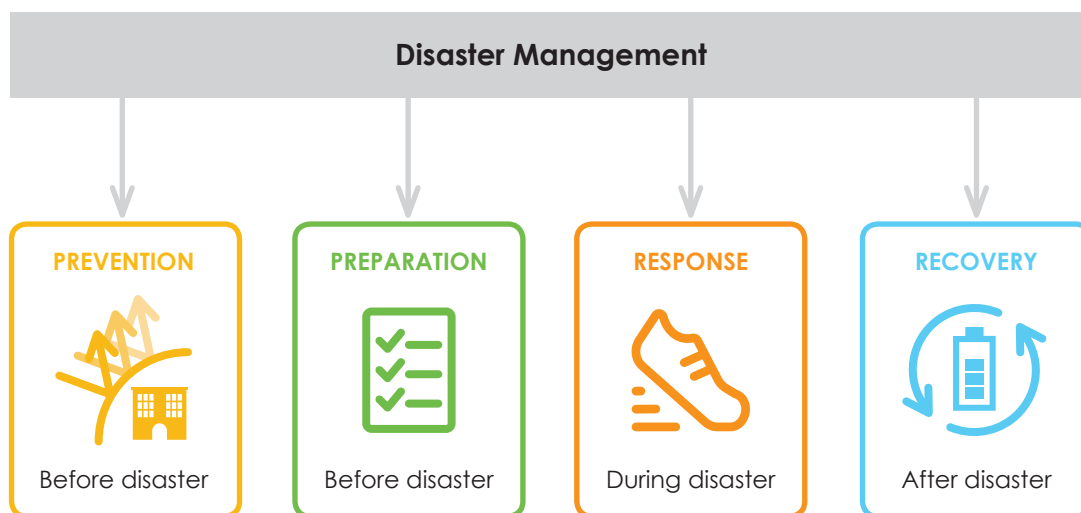 Disaster Management
PREVENTION
Before disaster
PREPARATION
Before disaster
RESPONSE
During disaster
RECOVERY
After disaster